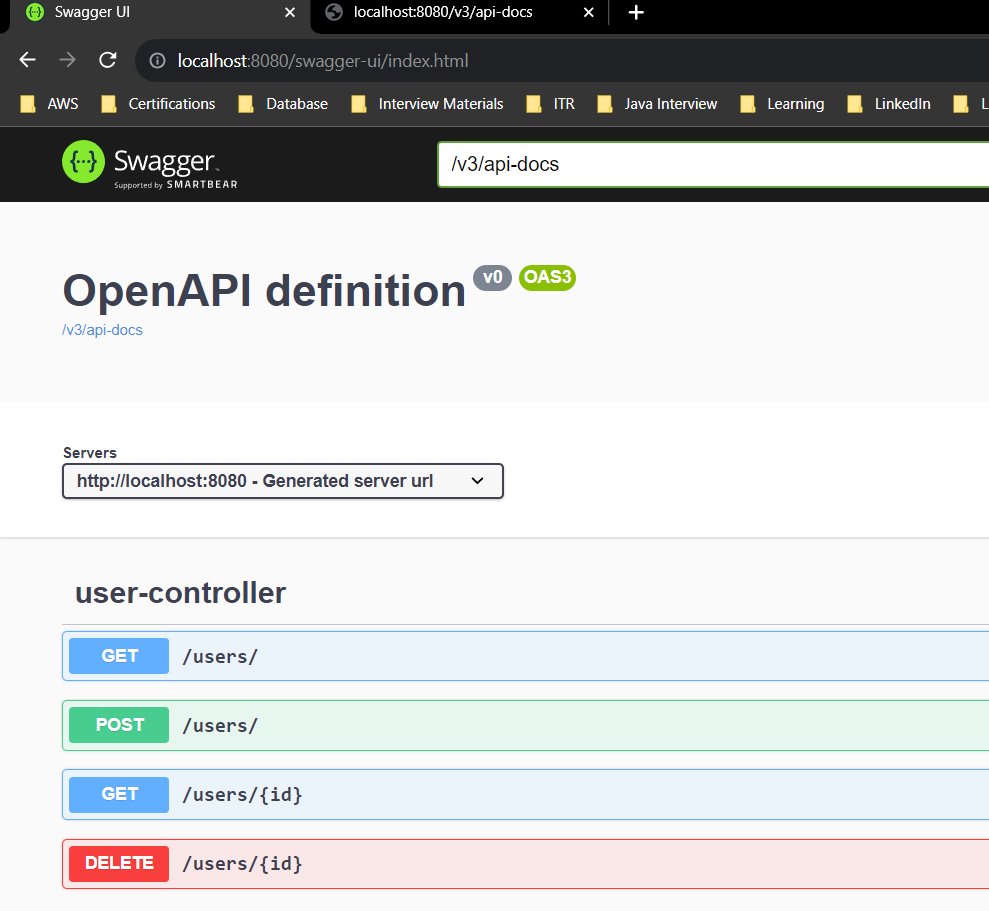 Swagger UI
localhost:8080/v3/api-docs
localhost:8080/swagger-ui/index.html
AWS Certifications Database Interview Materials ITR Java Interview Learning LinkedIn L
{···} Swagger
Supported by SMARTBEAR
/v3/api-docs
OpenAPI definition v0 OAS3
/v3/api-docs
Servers
http://localhost:8080 - Generated server url
user-controller
GET /users/
POST /users/
GET /users/{id}
DELETE /users/{id}